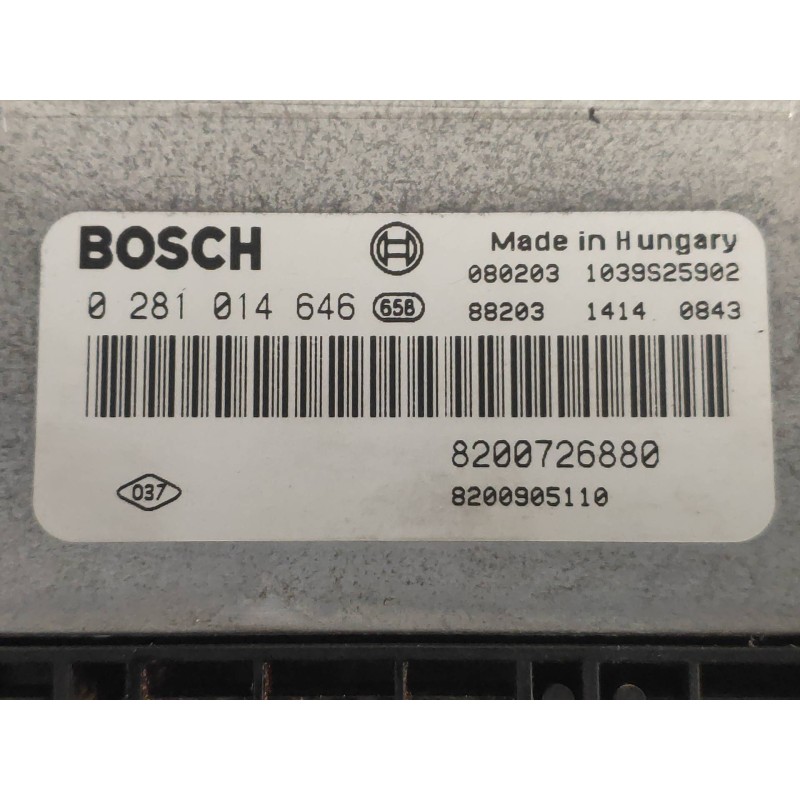 BOSCH
Made in Hungary
080203 1039S25902
0 281 014 646 658
88203 1414 0843
8200726880
037
8200905110